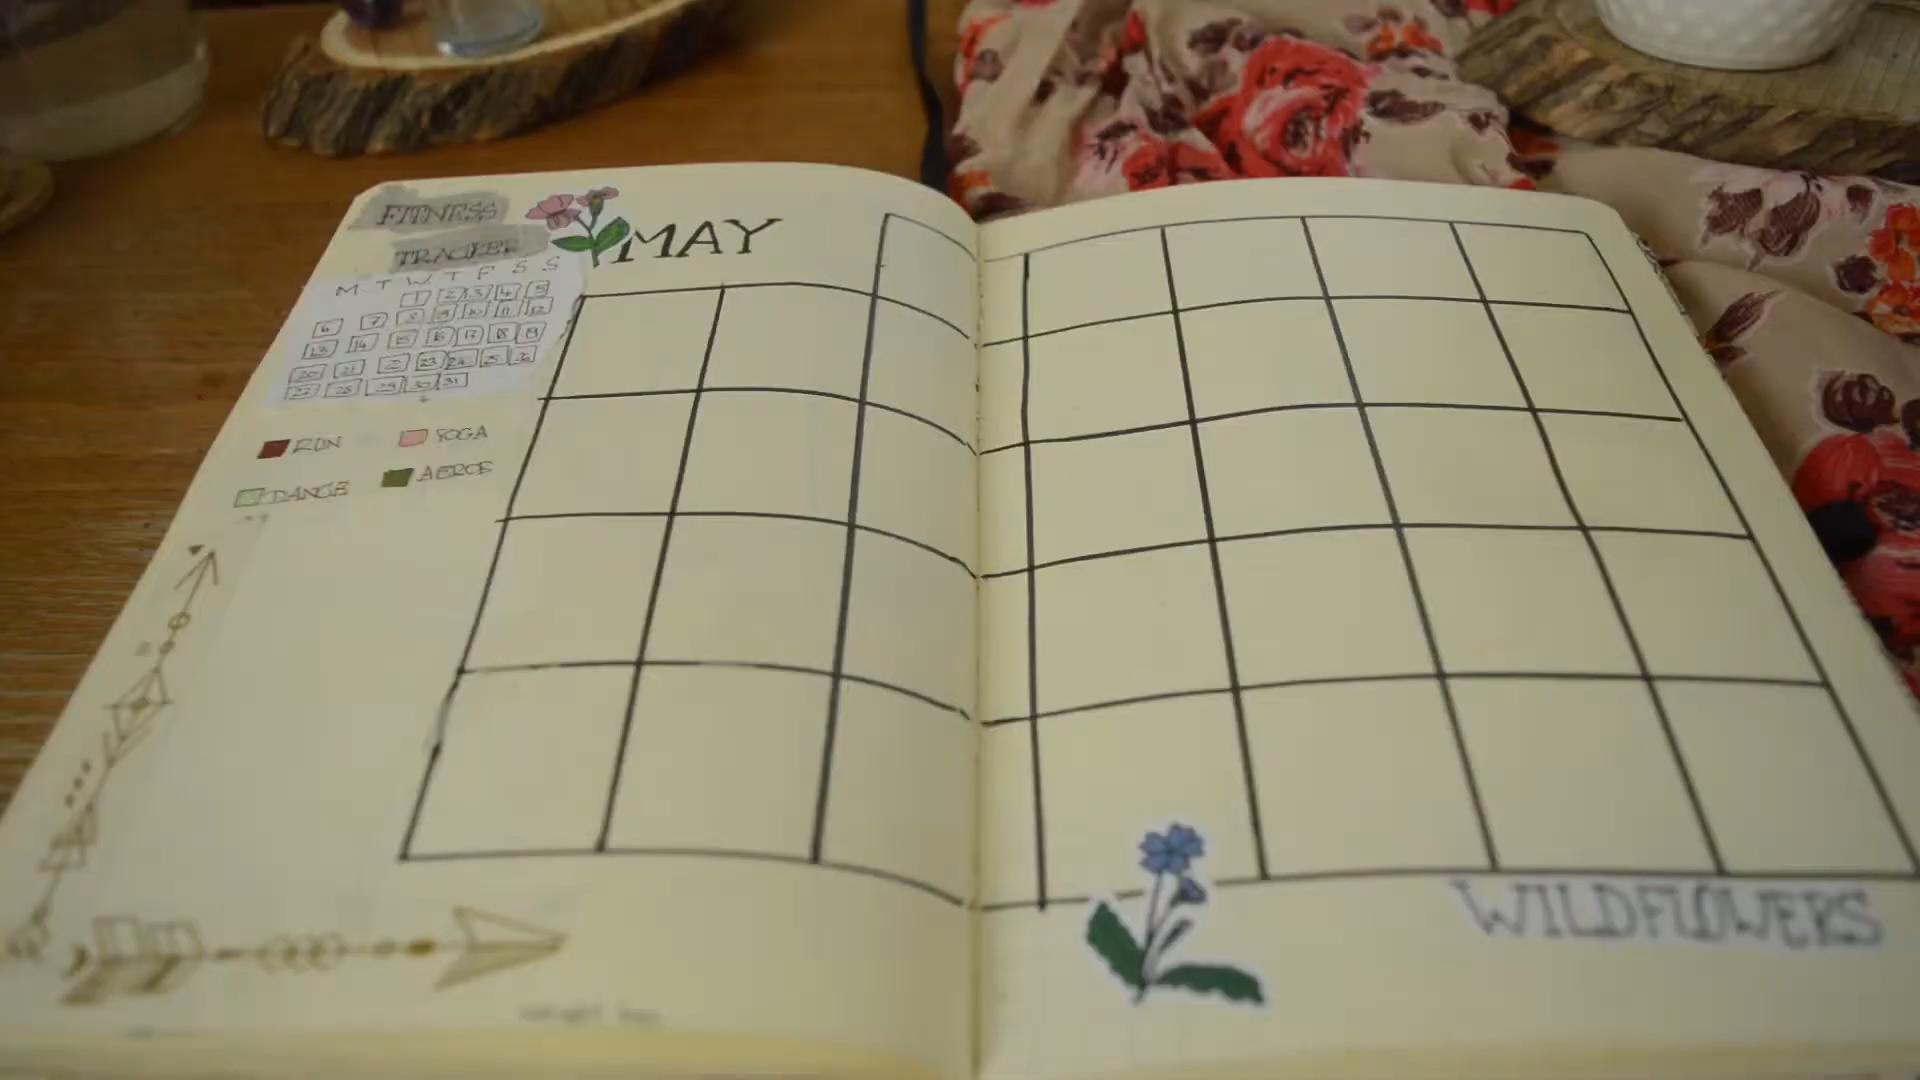 FITNESS
TRACKER
MAY
M T W T F S S
1 2 3 4 5
6 7 8 9 10 11 12
13 14 15 16 17 18 19
20 21 22 23 24 25 26
27 28 29 30 31
RUN YOGA
DANCE AEROB
WILDFLOWERS